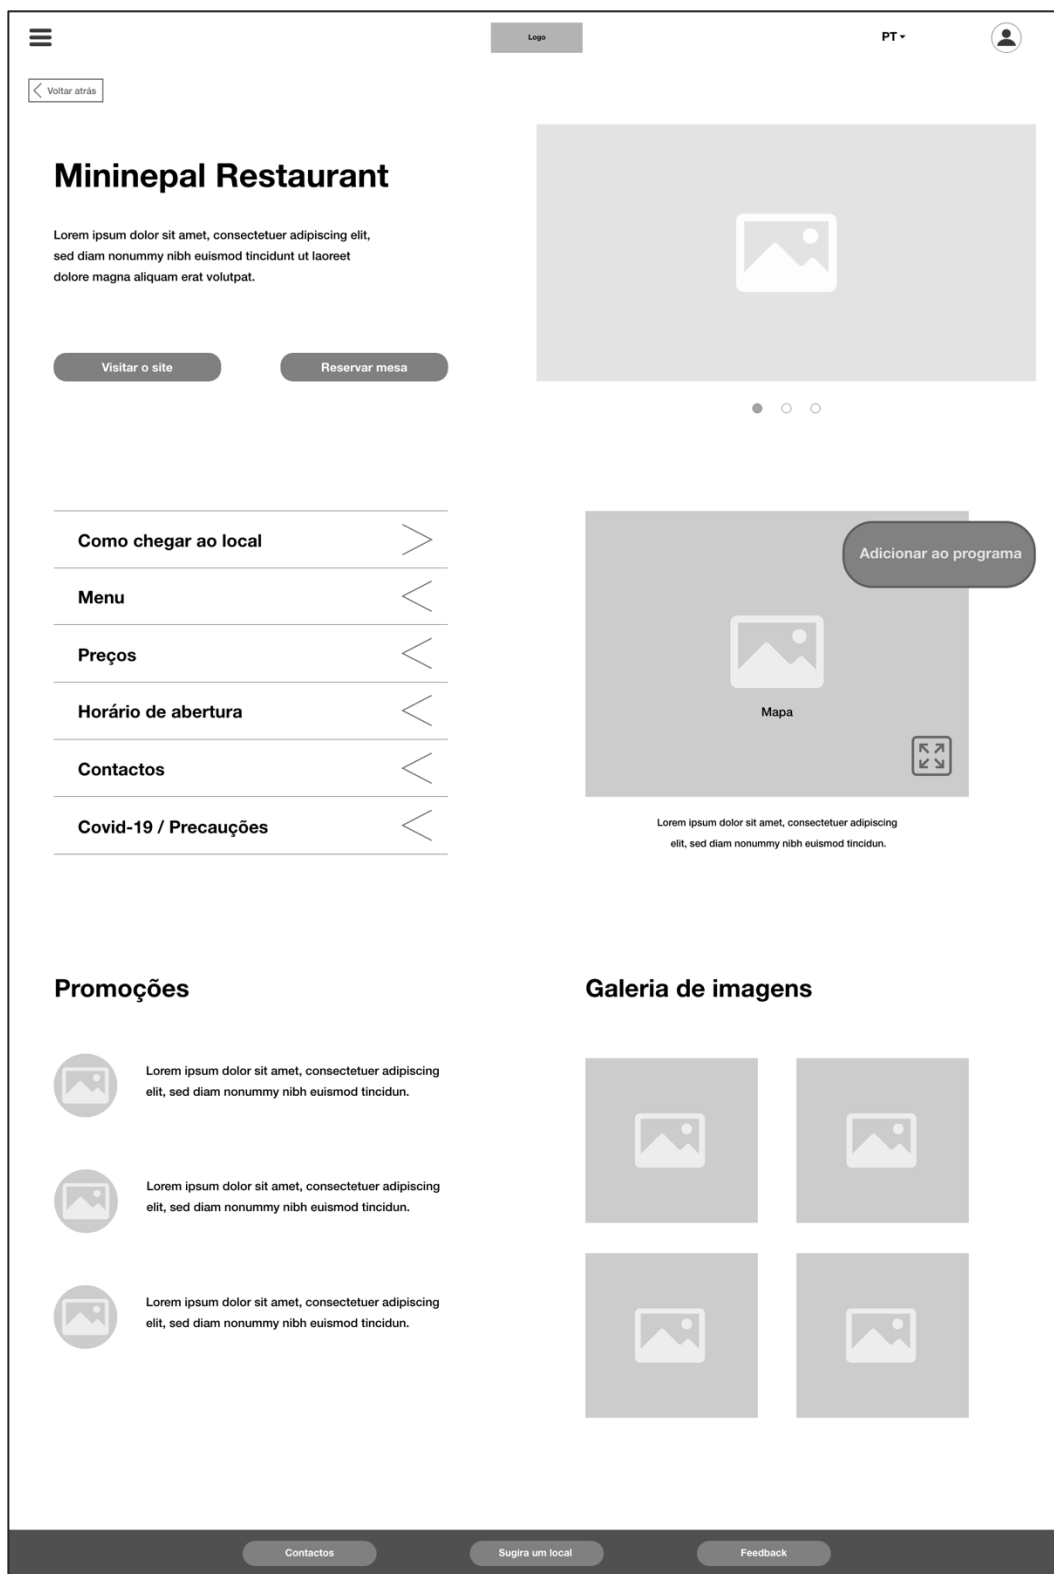 Logo
PT
Voltar atrás
Mininepal Restaurant
Lorem ipsum dolor sit amet, consectetuer adipiscing elit,
sed diam nonummy nibh euismod tincidunt ut laoreet
dolore magna aliquam erat volutpat.
Visitar o site
Reservar mesa
Como chegar ao local
Menu
Preços
Horário de abertura
Contactos
Covid-19 / Precauções
Adicionar ao programa
Mapa
Lorem ipsum dolor sit amet, consectetuer adipiscing
elit, sed diam nonummy nibh euismod tincidun.
Promoções
Lorem ipsum dolor sit amet, consectetuer adipiscing
elit, sed diam nonummy nibh euismod tincidun.
Lorem ipsum dolor sit amet, consectetuer adipiscing
elit, sed diam nonummy nibh euismod tincidun.
Lorem ipsum dolor sit amet, consectetuer adipiscing
elit, sed diam nonummy nibh euismod tincidun.
Galeria de imagens
Contactos
Sugira um local
Feedback